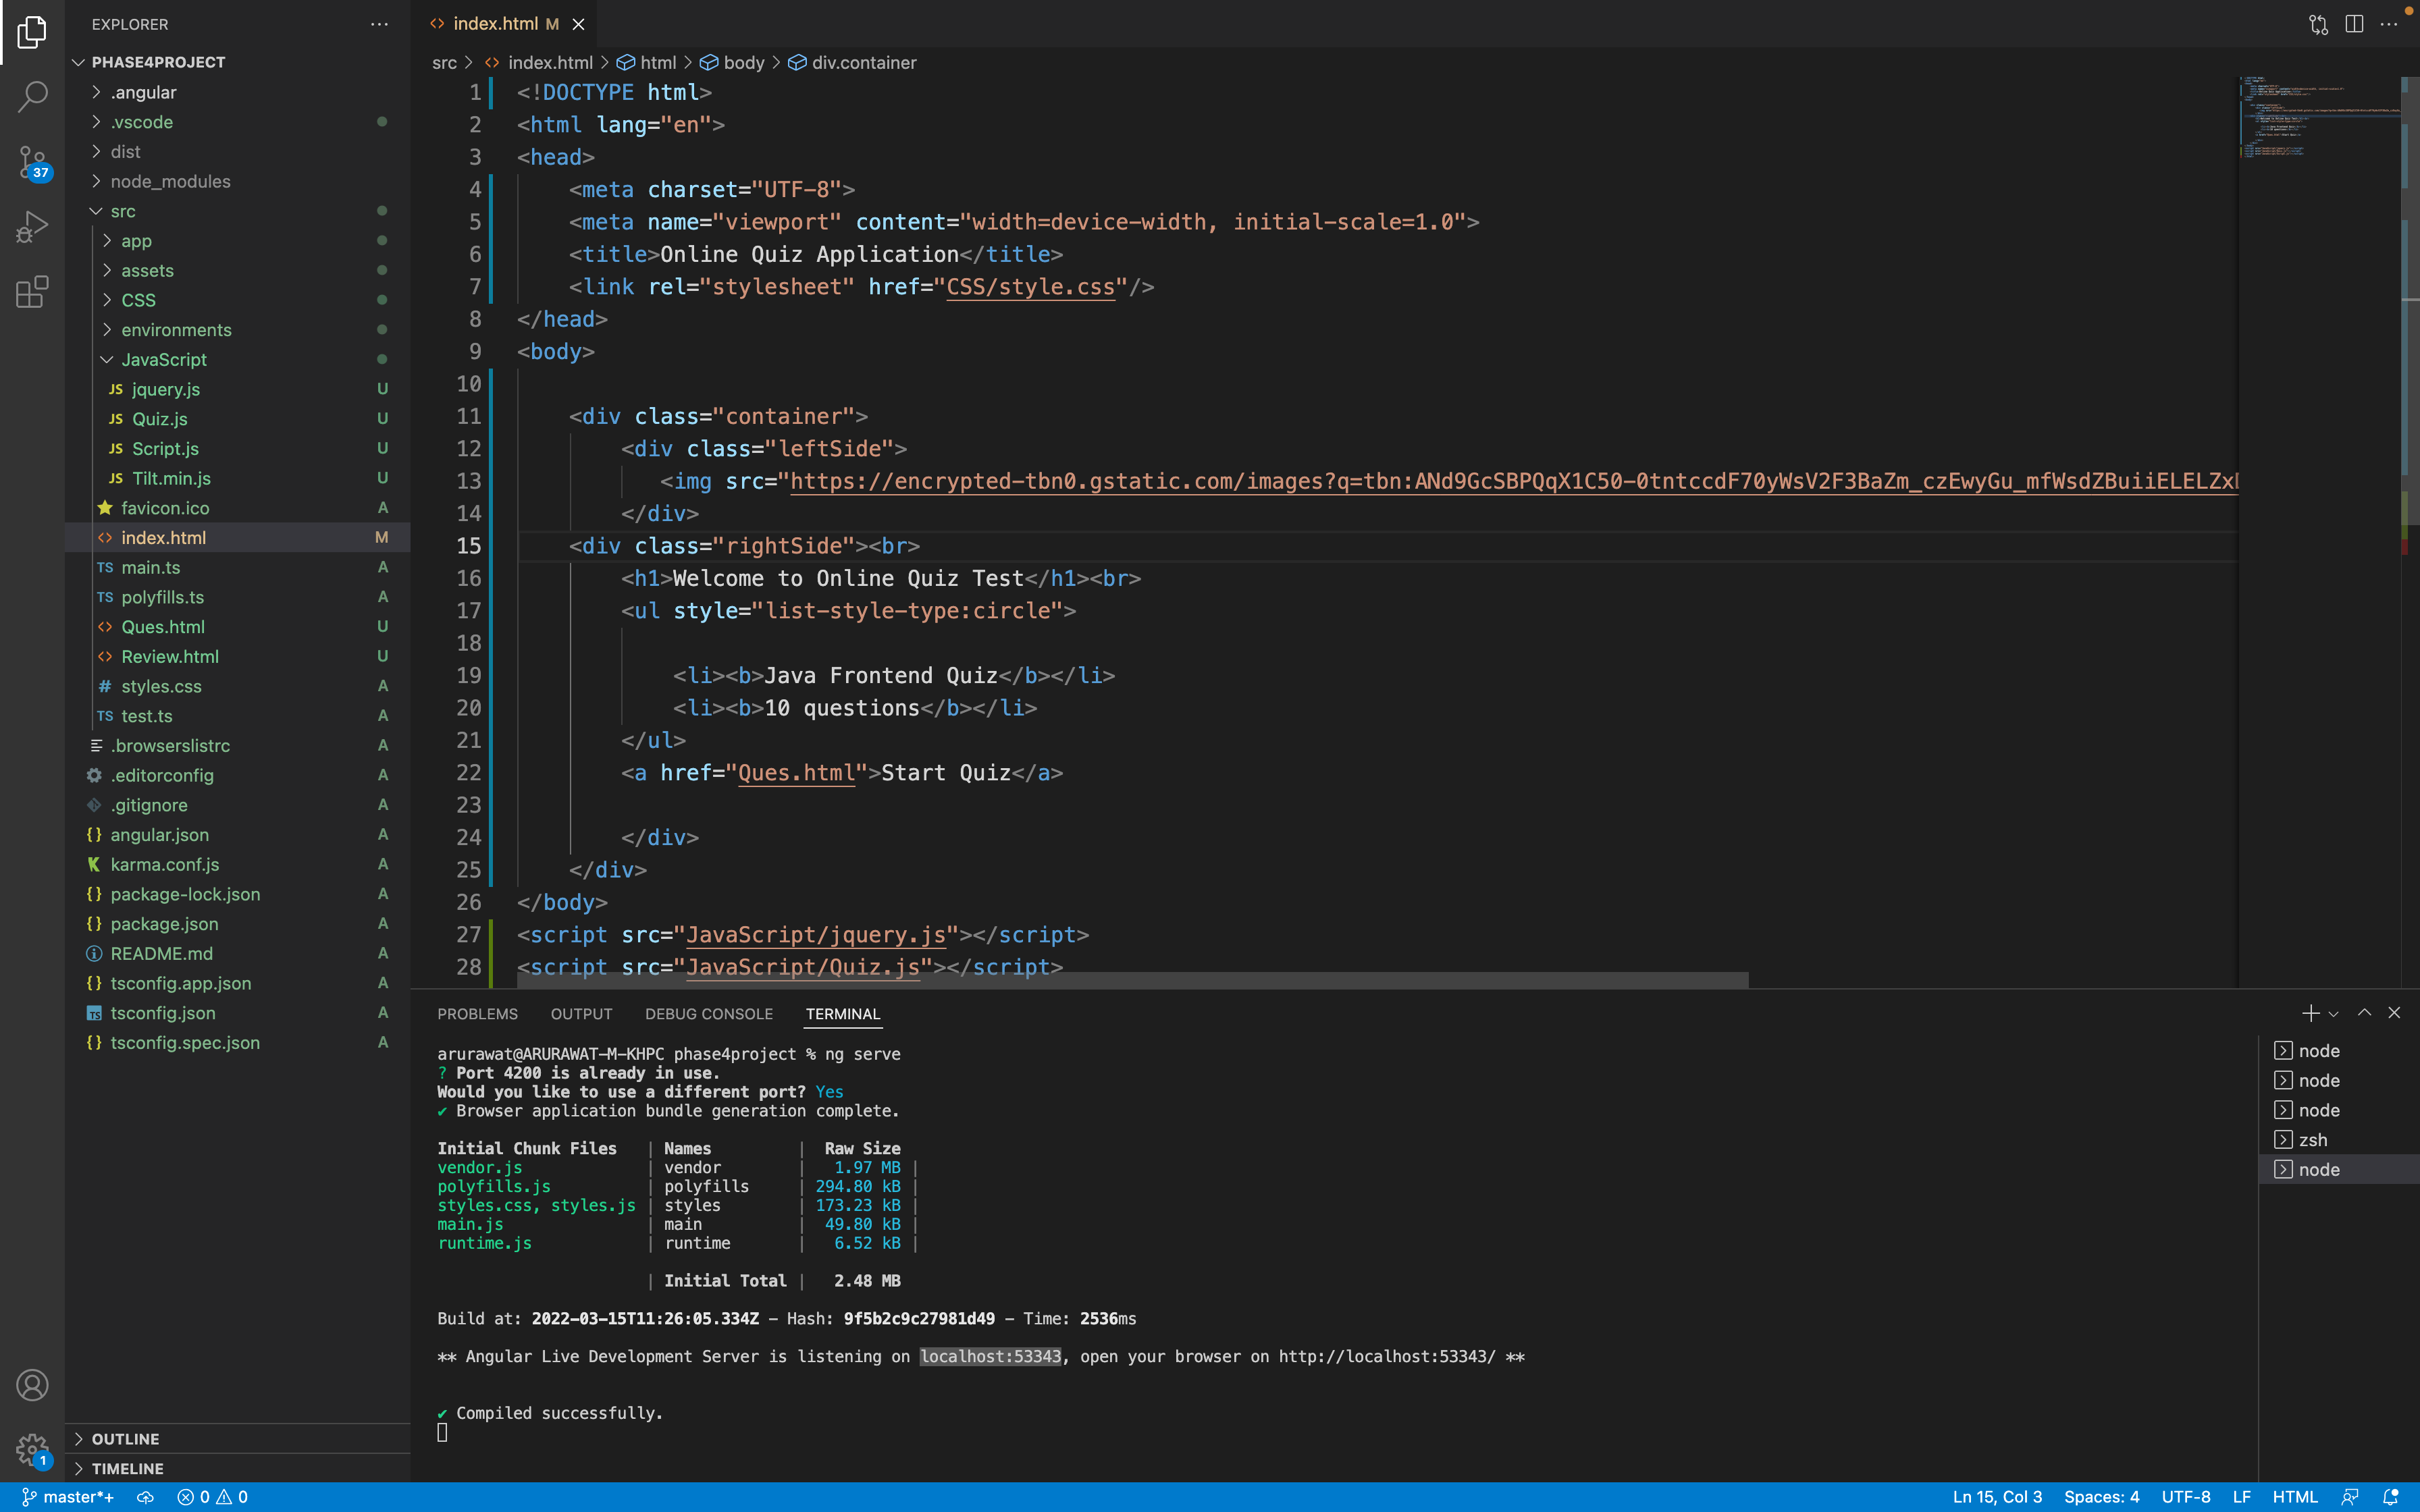 EXPLORER
PHASE4PROJECT
.angular
.vscode
dist
node_modules
src
app
assets
CSS
environments
JavaScript
JS jquery.js U
JS Quiz.js U
JS Script.js U
JS Tilt.min.js U
favicon.ico A
index.html M
TS main.ts A
TS polyfills.ts A
Ques.html U
Review.html U
# styles.css A
TS test.ts A
.browserslistrc A
.editorconfig A
.gitignore A
{} angular.json A
karma.conf.js A
{} package-lock.json A
{} package.json A
README.md A
{} tsconfig.app.json A
TS tsconfig.json A
{} tsconfig.spec.json A
OUTLINE
TIMELINE
37
1
index.html M
src > index.html > html > body > div.container
1 <!DOCTYPE html>
2 <html lang="en">
3 <head>
4 <meta charset="UTF-8">
5 <meta name="viewport" content="width=device-width, initial-scale=1.0">
6 <title>Online Quiz Application</title>
7 <link rel="stylesheet" href="CSS/style.css"/>
8 </head>
9 <body>
10
11 <div class="container">
12 <div class="leftSide">
13 <img src="https://encrypted-tbn0.gstatic.com/images?q=tbn:ANd9GcSBPQqX1C50-0tntccdF70yWsV2F3BaZm_czEwyGu_mfWsdZBuiiELELZx
14 </div>
15 <div class="rightSide"><br>
16 <h1>Welcome to Online Quiz Test</h1><br>
17 <ul style="list-style-type:circle">
18
19 <li><b>Java Frontend Quiz</b></li>
20 <li><b>10 questions</b></li>
21 </ul>
22 <a href="Ques.html">Start Quiz</a>
23
24 </div>
25 </div>
26 </body>
27 <script src="JavaScript/jquery.js"></script>
28 <script src="JavaScript/Quiz.js"></script>
PROBLEMS OUTPUT DEBUG CONSOLE TERMINAL
arurawat@ARURAWAT-M-KHPC phase4project % ng serve
? Port 4200 is already in use.
Would you like to use a different port? Yes
✔ Browser application bundle generation complete.
Initial Chunk Files | Names | Raw Size
vendor.js | vendor | 1.97 MB |
polyfills.js | polyfills | 294.80 kB |
styles.css, styles.js | styles | 173.23 kB |
main.js | main | 49.80 kB |
runtime.js | runtime | 6.52 kB |
| Initial Total | 2.48 MB
Build at: 2022-03-15T11:26:05.334Z - Hash: 9f5b2c9c27981d49 - Time: 2536ms
** Angular Live Development Server is listening on localhost:53343, open your browser on http://localhost:53343/ **
✔ Compiled successfully.
node
node
node
zsh
node
master*+ 0 0 Ln 15, Col 3 Spaces: 4 UTF-8 LF HTML